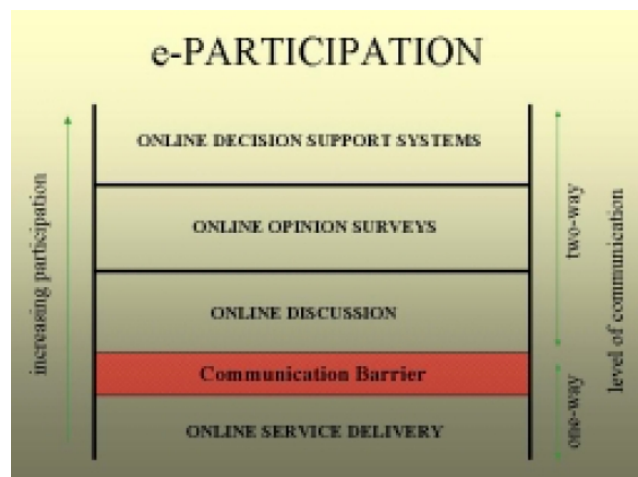 e-PARTICIPATION
ONLINE DECISION SUPPORT SYSTEMS
ONLINE OPINION SURVEYS
ONLINE DISCUSSION
Communication Barrier
ONLINE SERVICE DELIVERY
increasing participation
two-way
one-way
level of communication